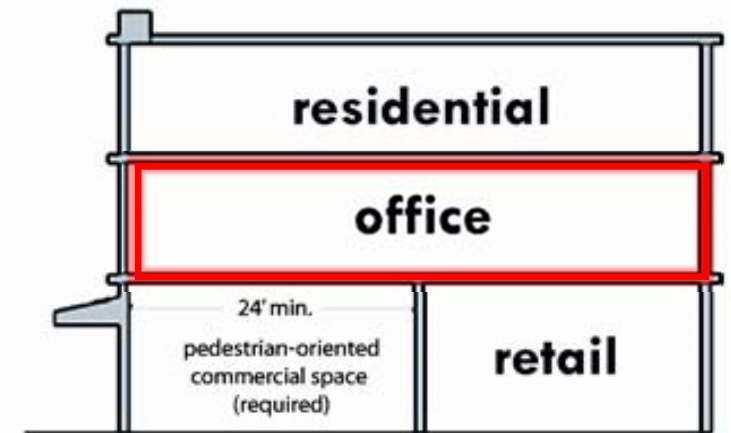 residential
office
24' min.
pedestrian-oriented
commercial space
(required)
retail